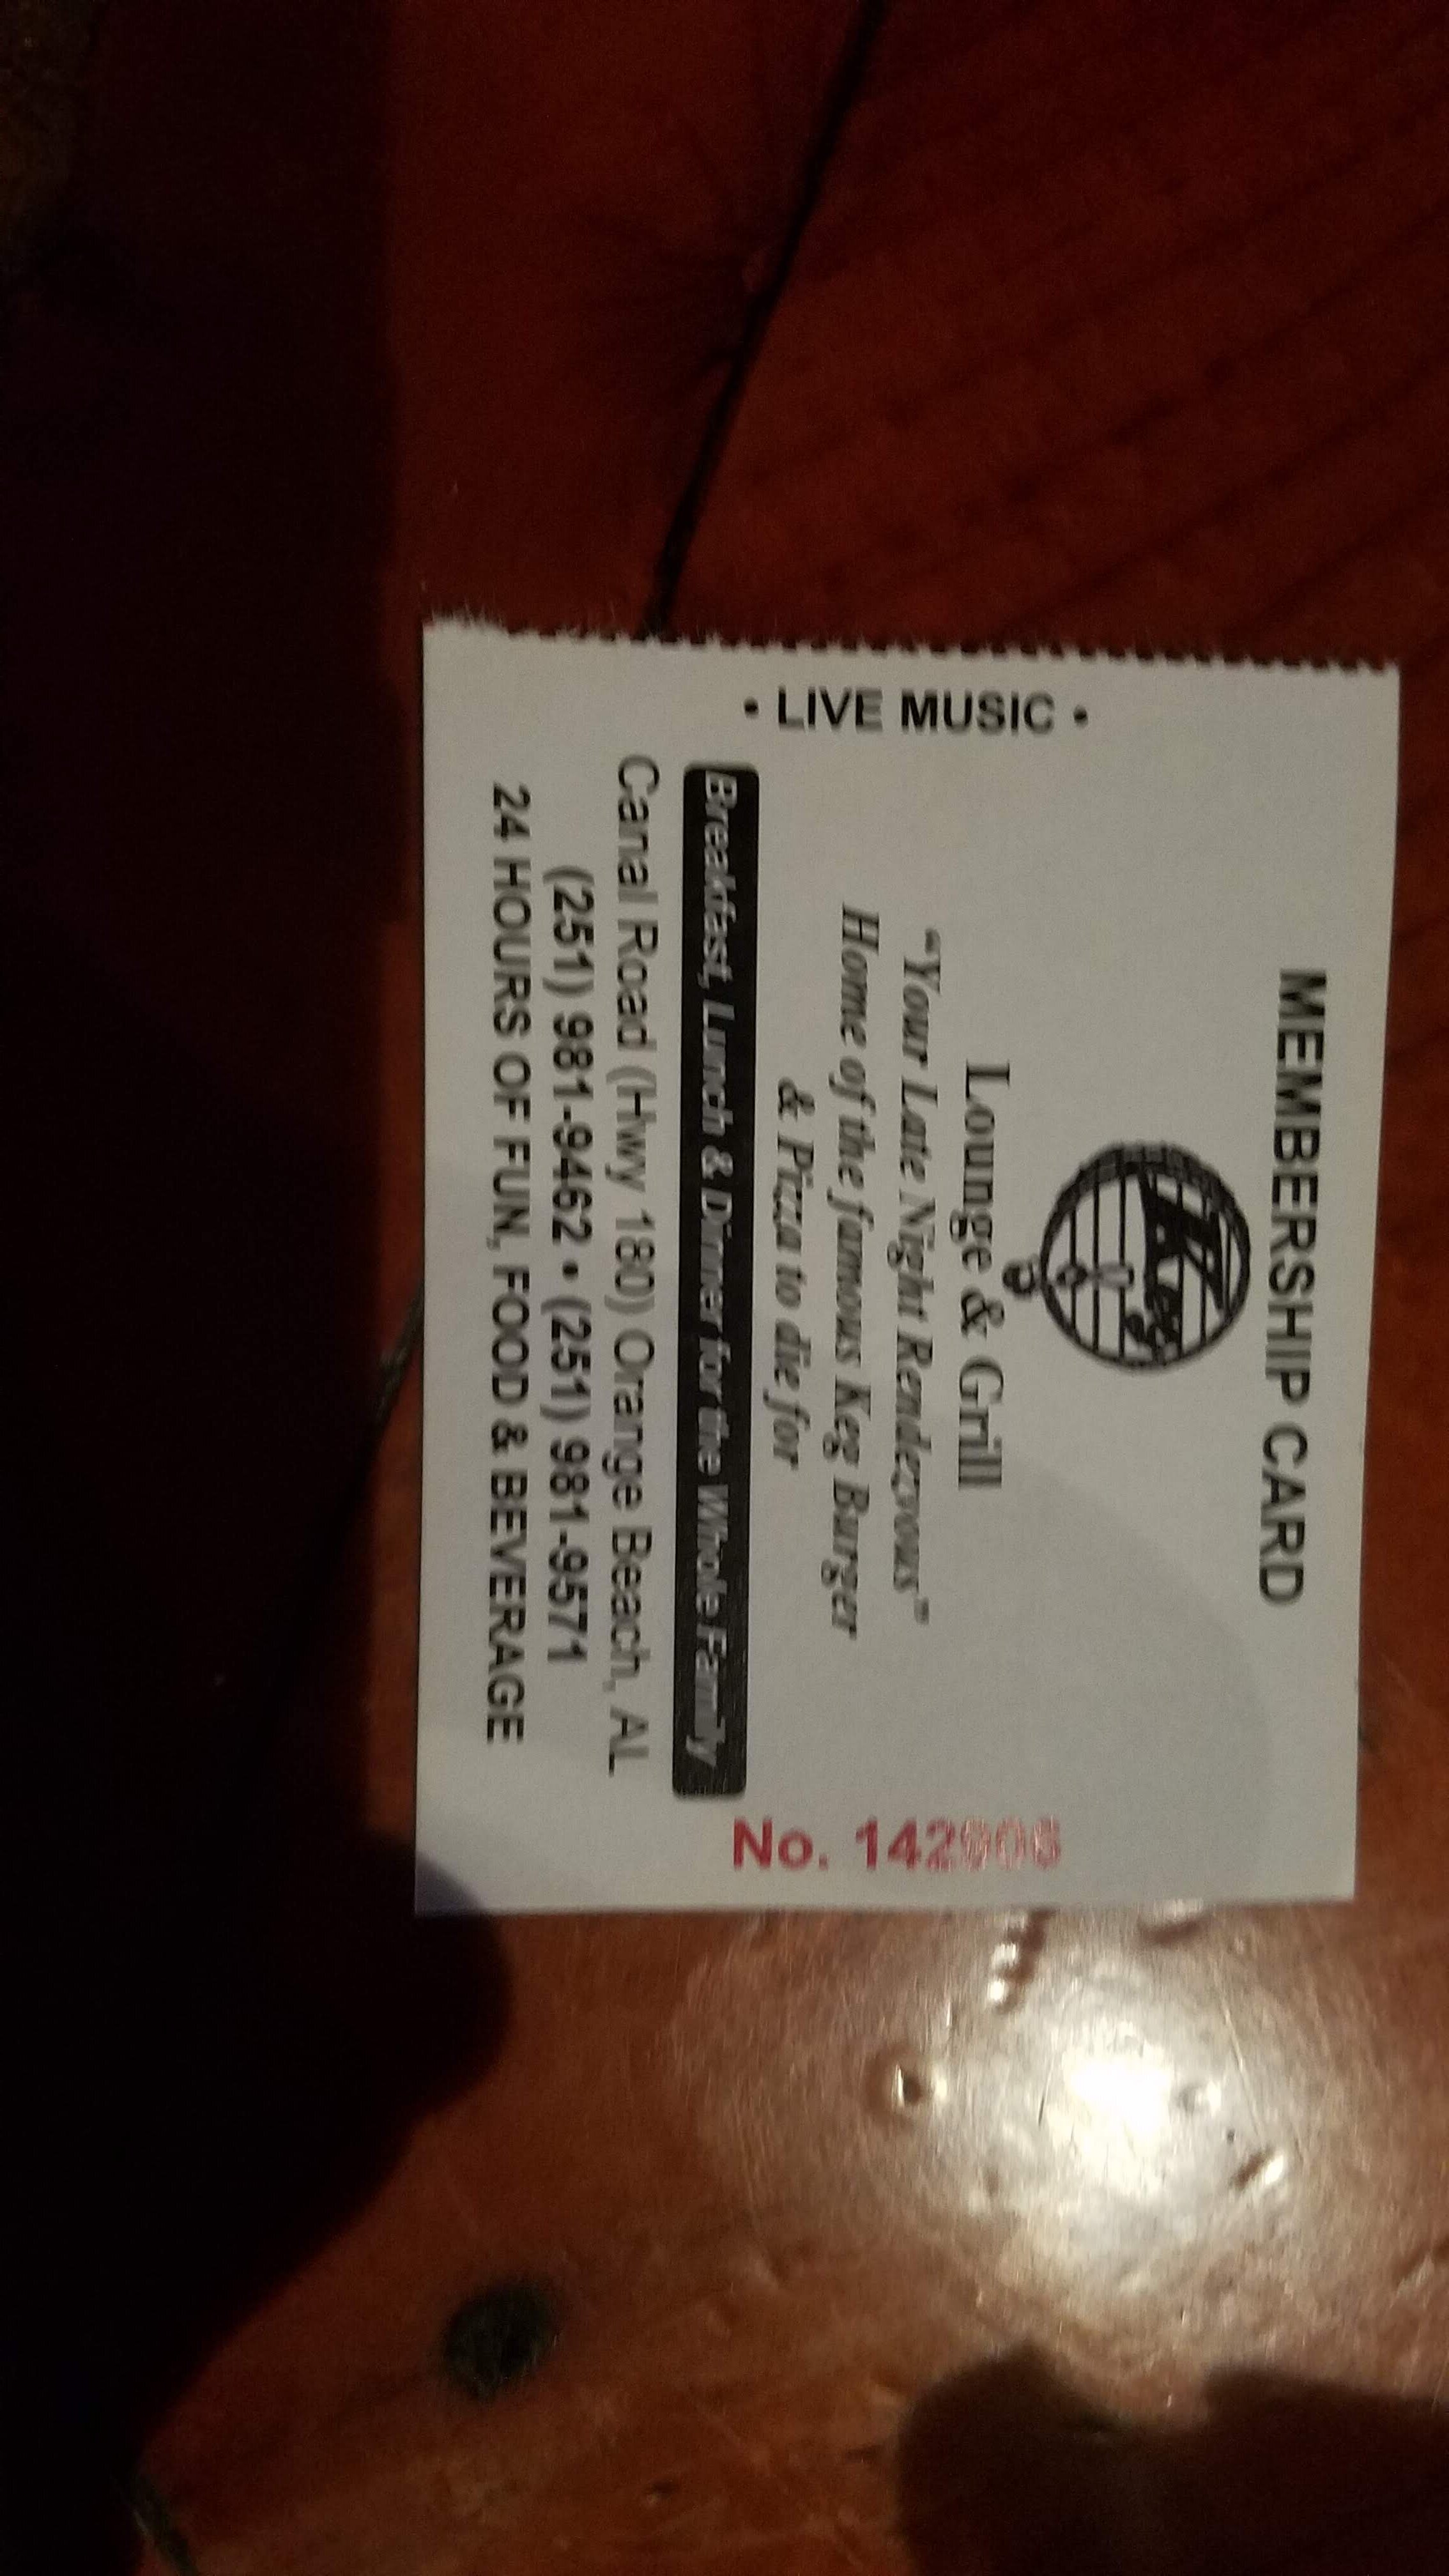 MEMBERSHIP CARD
Keg
Lounge & Grill
"Your Late Night Rendezvous"
Home of the famous Keg Burger
& Pizza to die for
Breakfast, Lunch & Dinner for the Whole Family
Canal Road (Hwy 180) Orange Beach, AL
(251) 981-9462 • (251) 981-9571
24 HOURS OF FUN, FOOD & BEVERAGE
• LIVE MUSIC •
No.